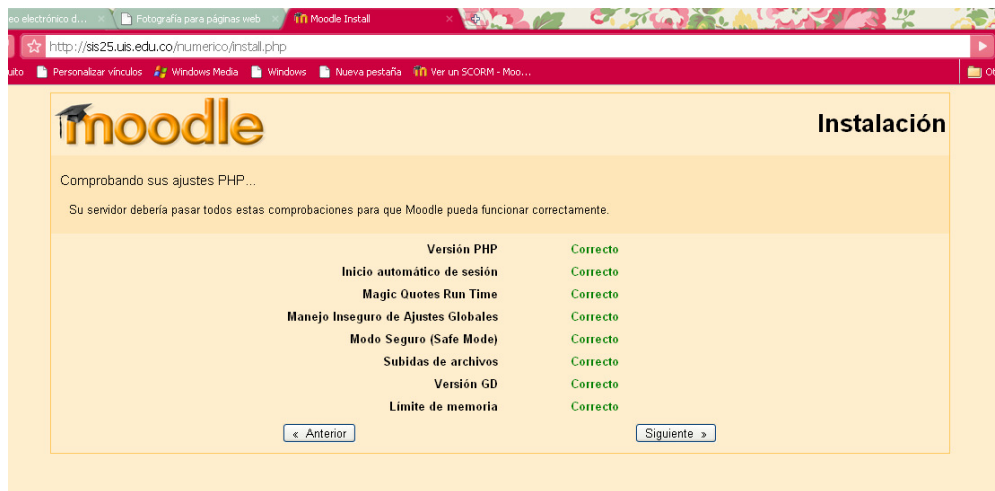 eo electrónico d... Fotografía para páginas web Moodle Install
http://sis25.uis.edu.co/numerico/install.php
uito Personalizar vínculos Windows Media Windows Nueva pestaña Ver un SCORM - Moo... Ot
moodle Instalación
Comprobando sus ajustes PHP...
Su servidor debería pasar todos estas comprobaciones para que Moodle pueda funcionar correctamente.
Versión PHP Correcto
Inicio automático de sesión Correcto
Magic Quotes Run Time Correcto
Manejo Inseguro de Ajustes Globales Correcto
Modo Seguro (Safe Mode) Correcto
Subidas de archivos Correcto
Versión GD Correcto
Límite de memoria Correcto
« Anterior Siguiente »